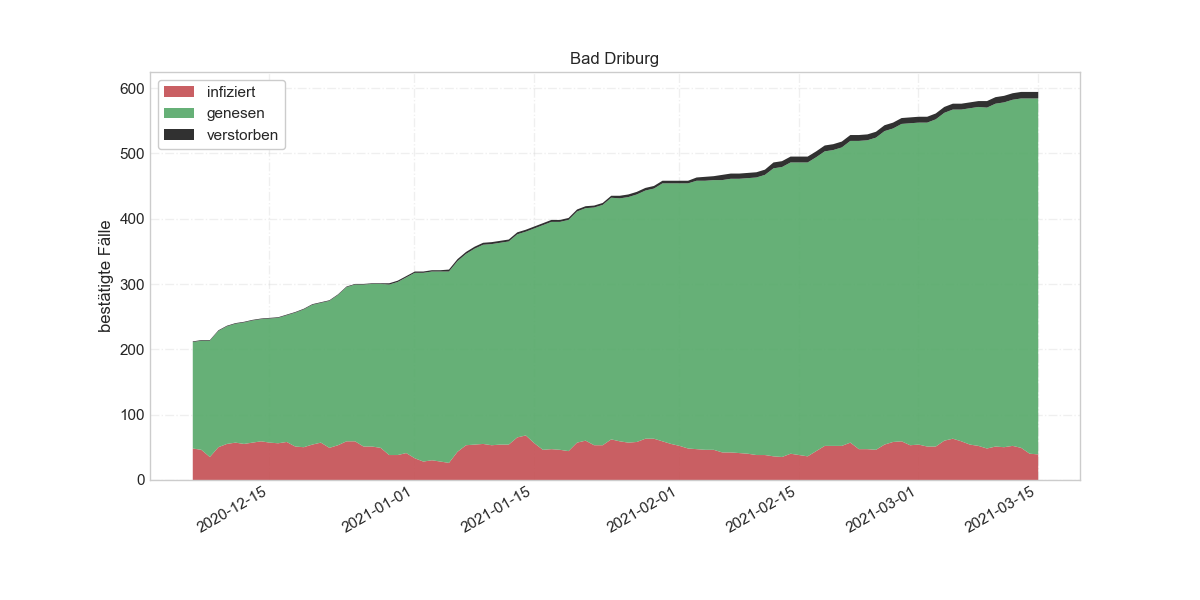 Bad Driburg
infiziert
genesen
verstorben
bestätigte Fälle
600
500
400
300
200
100
0
2020-12-15
2021-01-01
2021-01-15
2021-02-01
2021-02-15
2021-03-01
2021-03-15